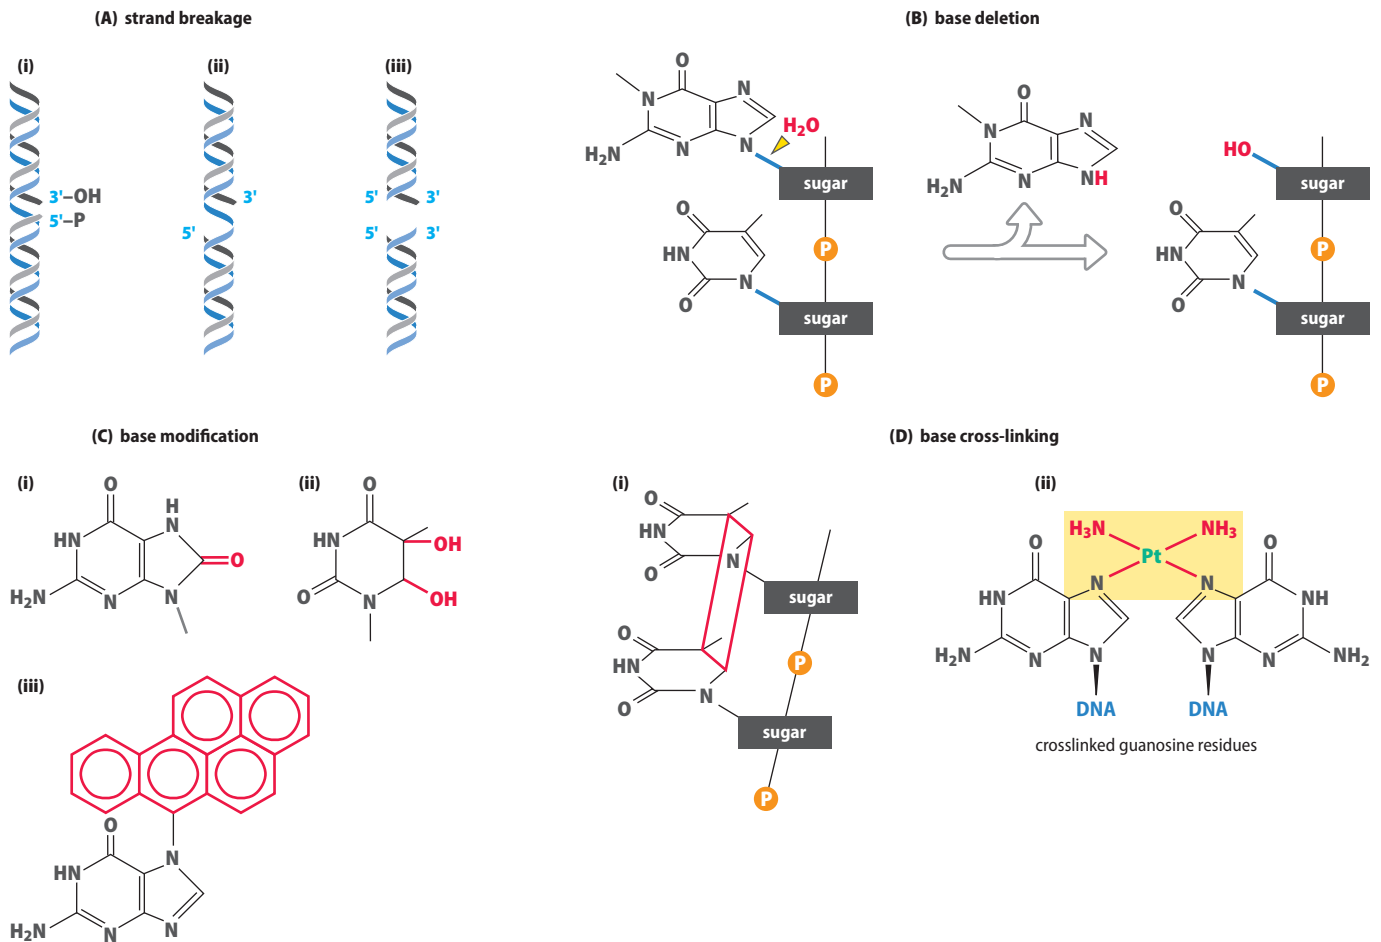 (A) strand breakage
(i)
(ii)
(iii)
3'–OH
5'–P
3'
5'
5'
3'
5'
3'
(B) base deletion
O
N
N
N
N
H2N
H2O
sugar
O
HN
O
N
P
sugar
P
O
N
N
N
NH
H2N
HO
sugar
O
HN
O
N
P
sugar
P
(C) base modification
(i)
O
H
N
HN
O
H2N
N
N
(ii)
O
HN
OH
O
N
OH
(iii)
O
N
HN
H2N
N
N
(D) base cross-linking
(i)
O
HN
O
N
sugar
O
HN
O
N
P
sugar
P
(ii)
H3N
NH3
Pt
O
O
N
N
HN
NH
H2N
N
N
N
N
NH2
DNA
DNA
crosslinked guanosine residues